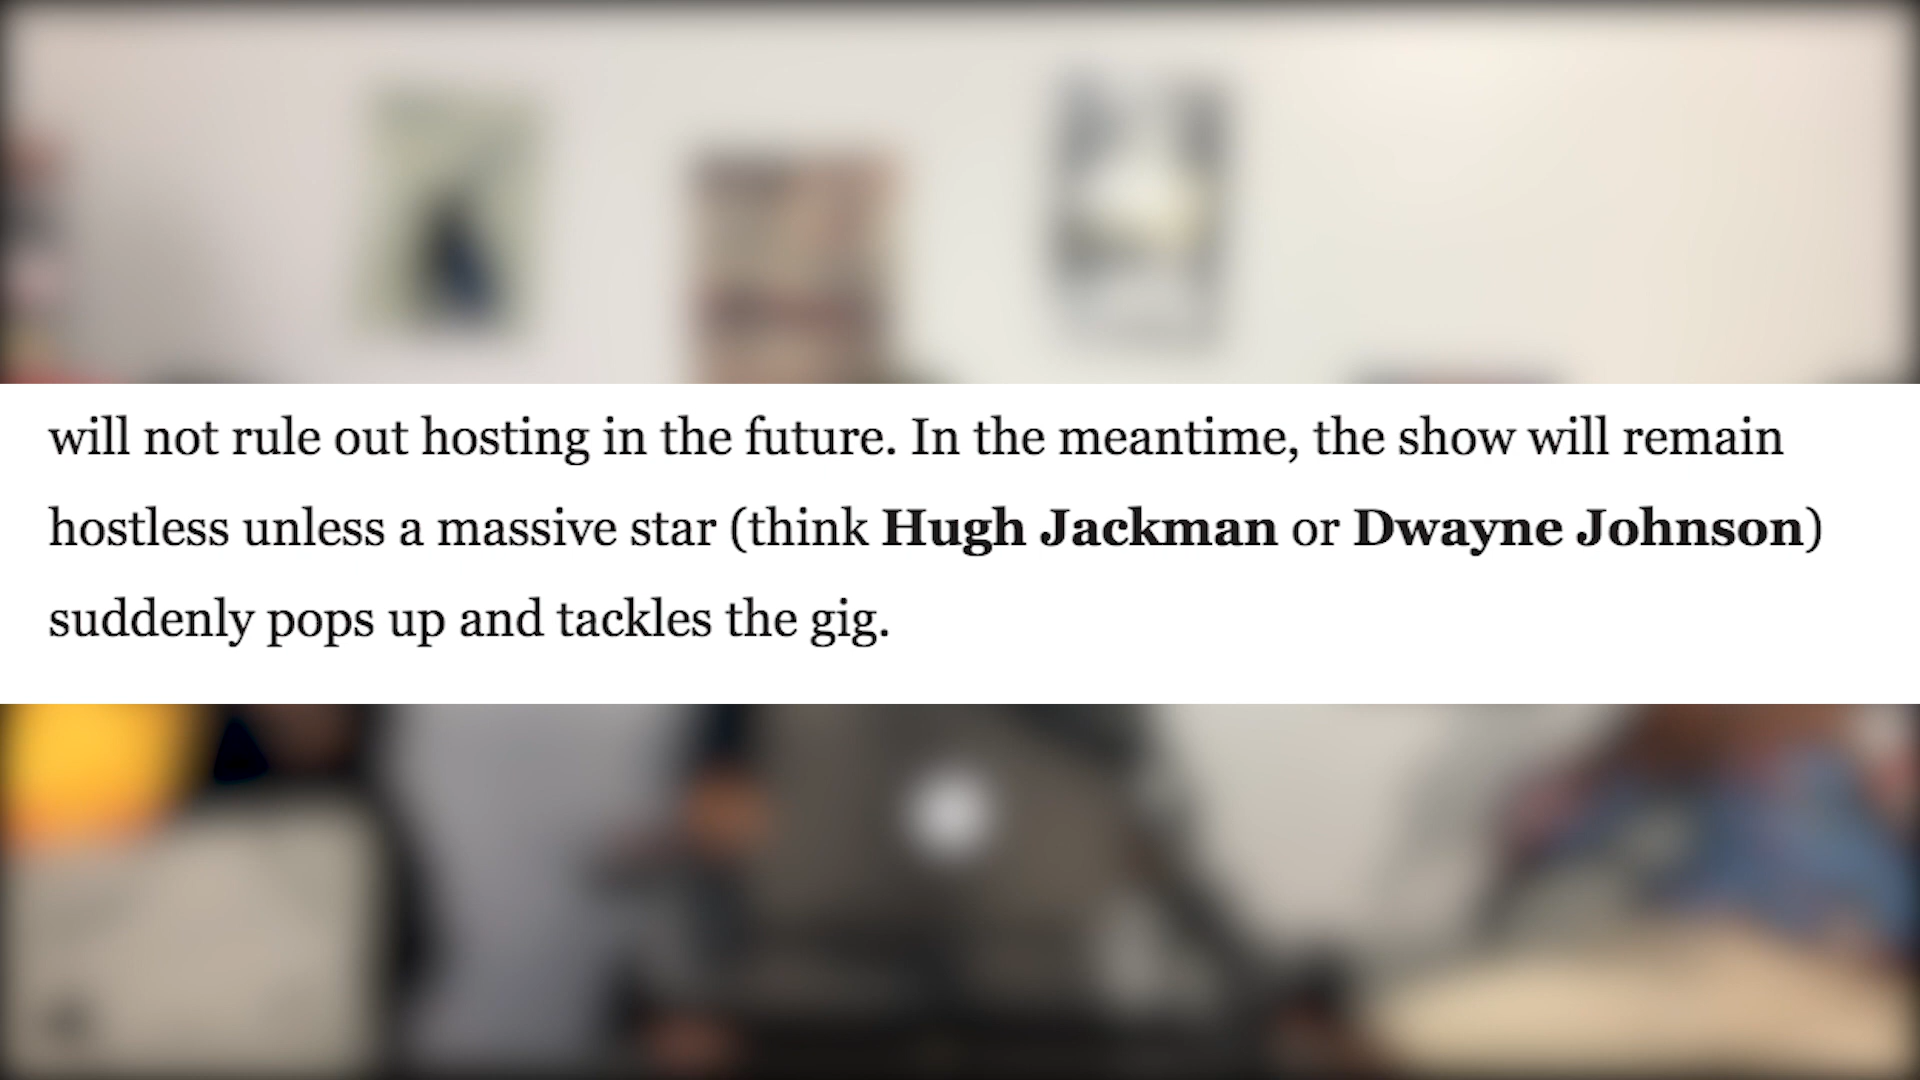 will not rule out hosting in the future. In the meantime, the show will remain
hostless unless a massive star (think Hugh Jackman or Dwayne Johnson)
suddenly pops up and tackles the gig.